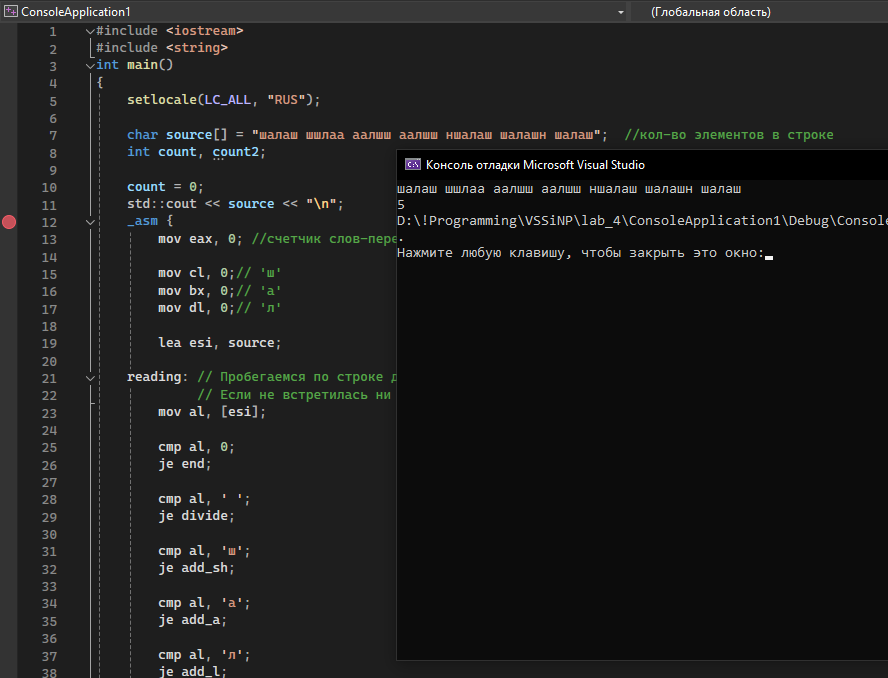 ConsoleApplication1
(Глобальная область)
1 #include <iostream>
2 #include <string>
3 int main()
4 {
5 setlocale(LC_ALL, "RUS");
6
7 char source[] = "шалаш шшлаа аалшш аалшш ншалаш шалашн шалаш"; //кол-во элементов в строке
8 int count, count2;
9
10 count = 0;
11 std::cout << source << "\n";
12 _asm {
13 mov eax, 0; //счетчик слов-пере
14
15 mov cl, 0;// 'ш'
16 mov bx, 0;// 'а'
17 mov dl, 0;// 'л'
18
19 lea esi, source;
20
21 reading: // Пробегаемся по строке д
22 // Если не встретилась ни
23 mov al, [esi];
24
25 cmp al, 0;
26 je end;
27
28 cmp al, ' ';
29 je divide;
30
31 cmp al, 'ш';
32 je add_sh;
33
34 cmp al, 'а';
35 je add_a;
36
37 cmp al, 'л';
38 je add_l;
Консоль отладки Microsoft Visual Studio
шалаш шшлаа аалшш аалшш ншалаш шалашн шалаш
5
D:\!Programming\VSSiNP\lab_4\ConsoleApplication1\Debug\Console
.
Нажмите любую клавишу, чтобы закрыть это окно: